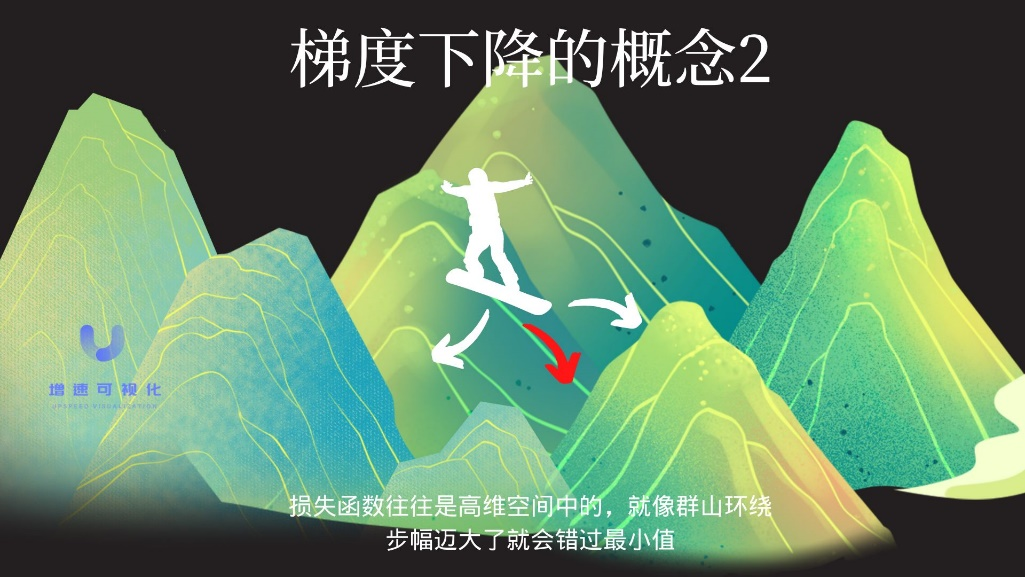 梯度下降的概念2
增速可视化
UPSPEED VISUALIZATION
损失函数往往是高维空间中的，就像群山环绕
步幅迈大了就会错过最小值